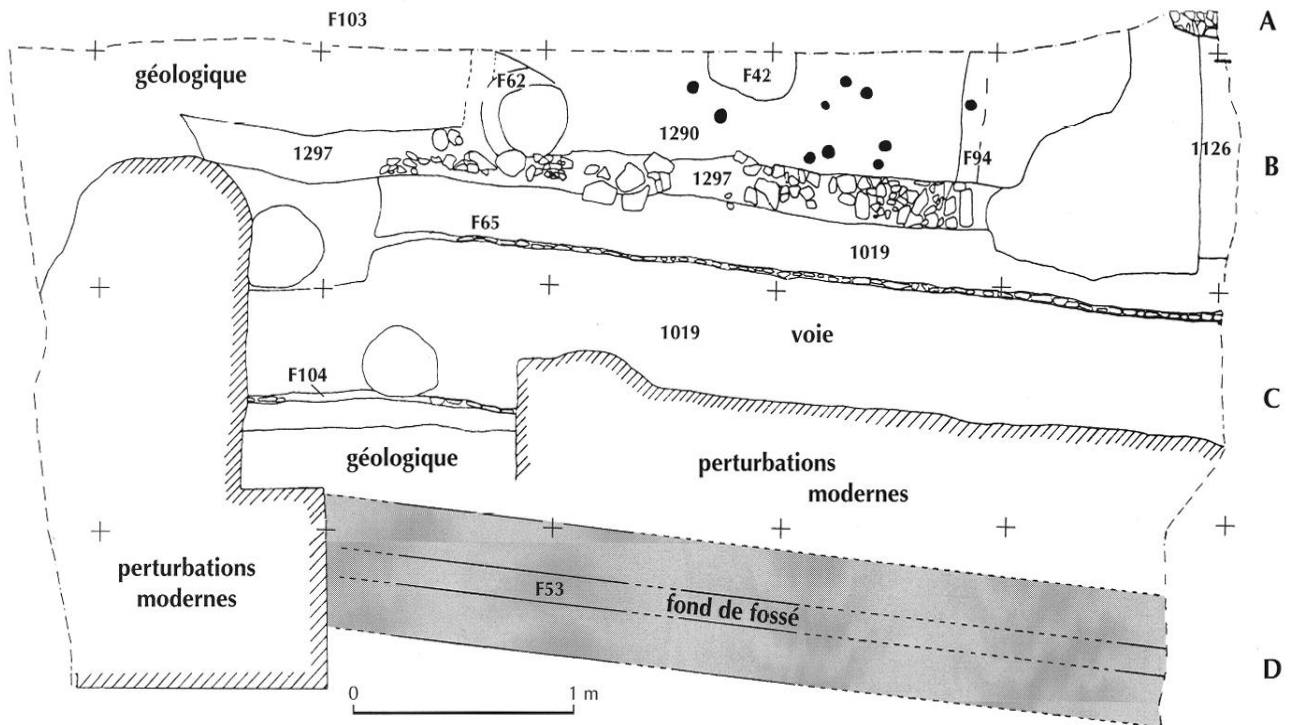 F103
A
géologique
F62
F42
1290
1297
1126
B
F94
1297
F65
1019
1019
voie
F104
C
géologique
perturbations
modernes
perturbations
modernes
F53
fond de fossé
D
0
1 m